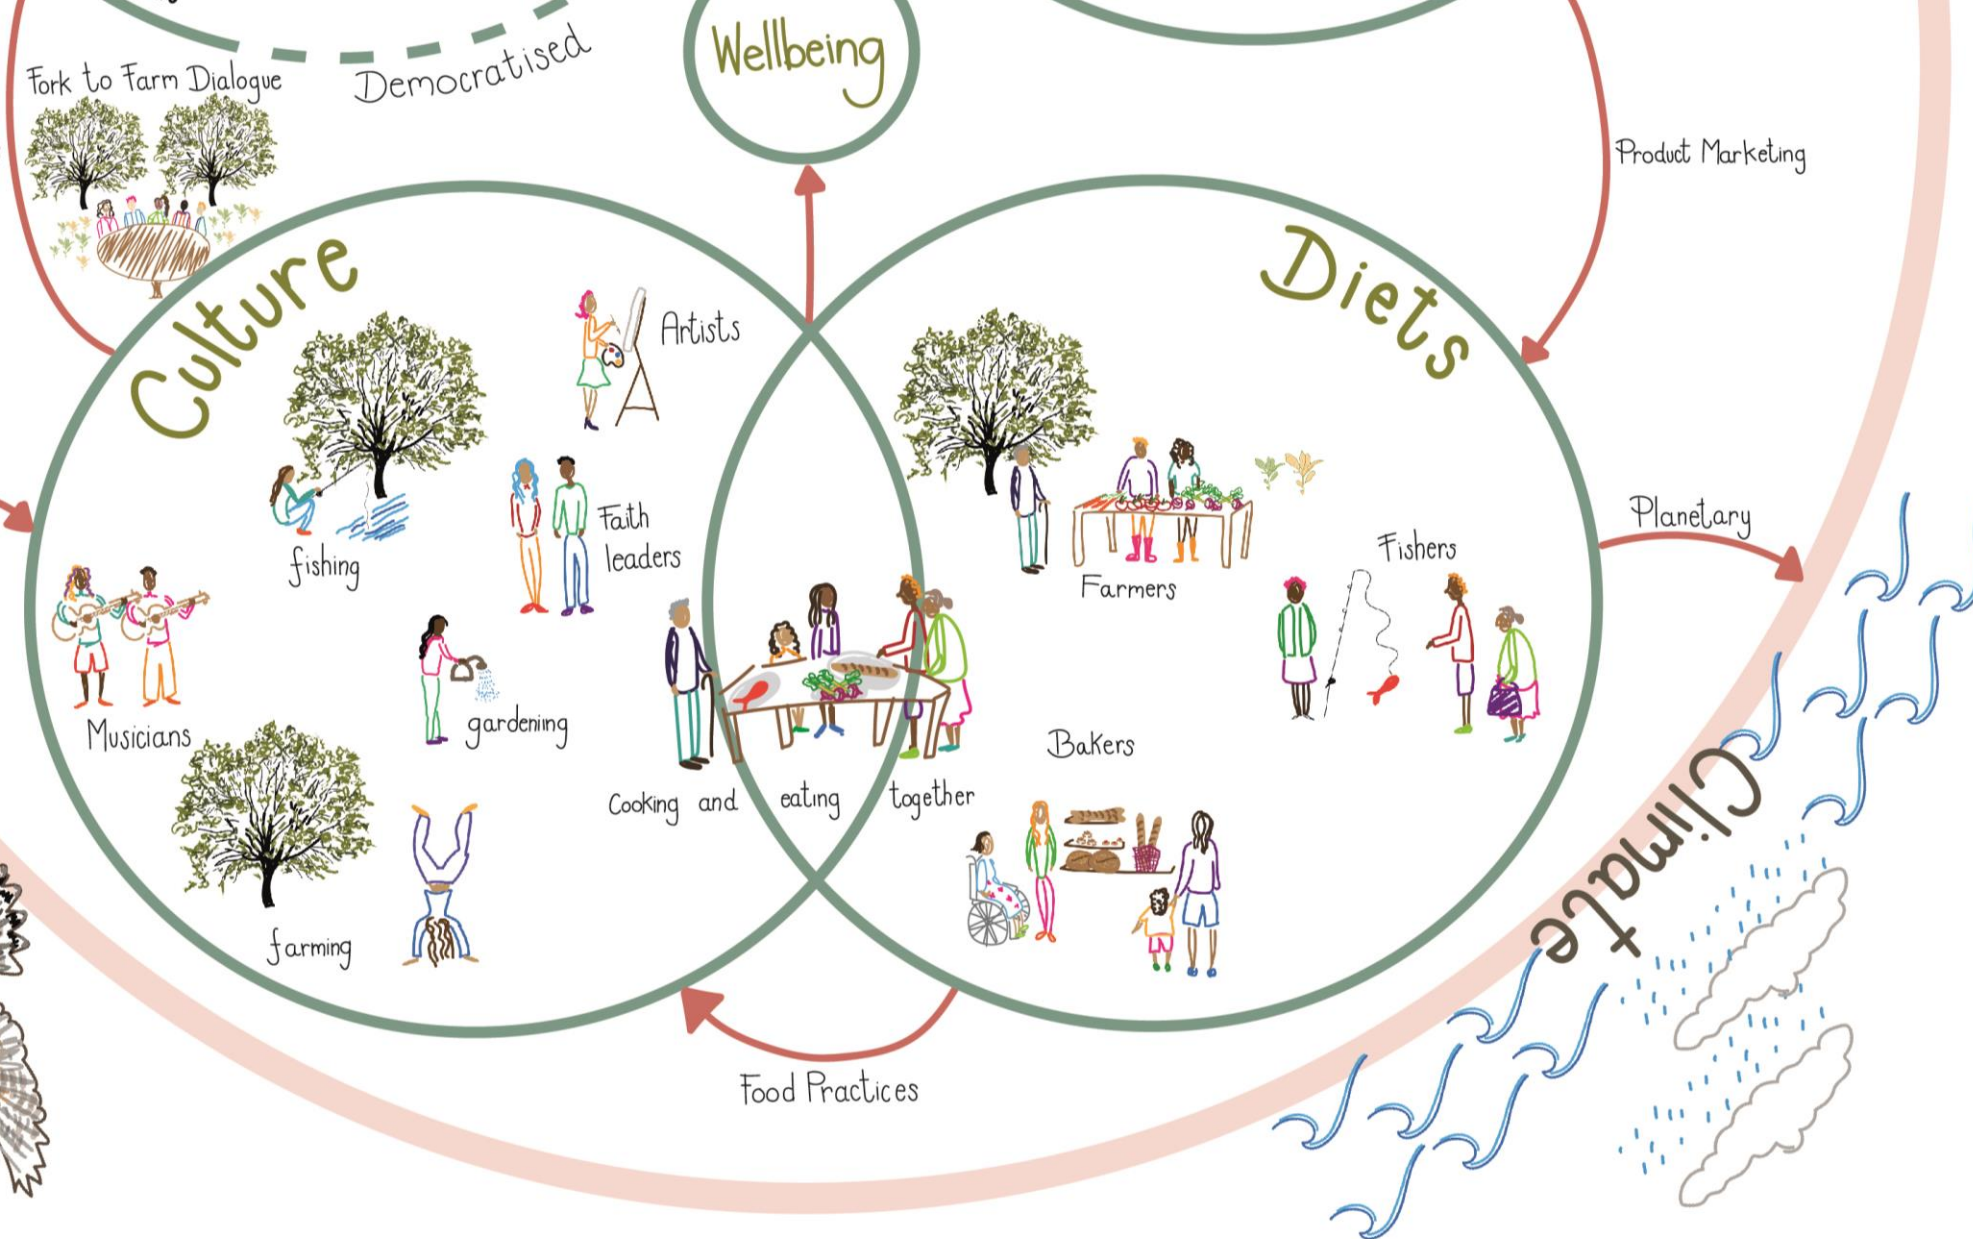 Democratised
Wellbeing
Fork to Farm Dialogue
Product Marketing
Culture
Diets
Artists
fishing
Faith
leaders
Musicians
gardening
farming
Cooking and eating together
Farmers
Fishers
Bakers
Planetary
Climate
Food Practices